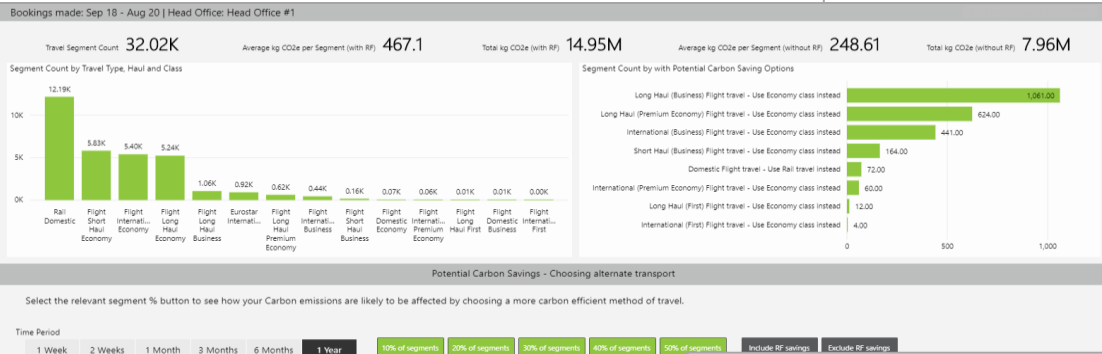 Bookings made: Sep 18 - Aug 20 | Head Office: Head Office #1
Travel Segment Count 32.02K
Average kg CO2e per Segment (with RF) 467.1
Total kg CO2e (with RF) 14.95M
Average kg CO2e per Segment (without RF) 248.61
Total kg CO2e (without RF) 7.96M
Segment Count by Travel Type, Haul and Class
10K
5K
0K
12.19K
5.83K
5.40K
5.24K
1.06K
0.92K
0.62K
0.44K
0.16K
0.07K
0.06K
0.01K
0.01K
0.00K
Rail
Domestic
Flight
Short
Haul
Economy
Flight
Internati...
Economy
Flight
Long
Haul
Economy
Flight
Long
Haul
Business
Eurostar
Internati...
Flight
Long
Haul
Premium
Economy
Flight
Internati...
Business
Flight
Short
Haul
Business
Flight
Domestic
Economy
Flight
Internati...
Premium
Economy
Flight
Long
Haul First
Flight
Domestic
Business
Flight
Internati...
First
Segment Count by with Potential Carbon Saving Options
Long Haul (Business) Flight travel - Use Economy class instead 1,061.00
Long Haul (Premium Economy) Flight travel - Use Economy class instead 624.00
International (Business) Flight travel - Use Economy class instead 441.00
Short Haul (Business) Flight travel - Use Economy class instead 164.00
Domestic Flight travel - Use Rail travel instead 72.00
International (Premium Economy) Flight travel - Use Economy class instead 60.00
Long Haul (First) Flight travel - Use Economy class instead 12.00
International (First) Flight travel - Use Economy class instead 4.00
0 500 1,000
Potential Carbon Savings - Choosing alternate transport
Select the relevant segment % button to see how your Carbon emissions are likely to be affected by choosing a more carbon efficient method of travel.
Time Period
1 Week 2 Weeks 1 Month 3 Months 6 Months 1 Year
10% of segments 20% of segments 30% of segments 40% of segments 50% of segments
Include RF savings Exclude RF savings